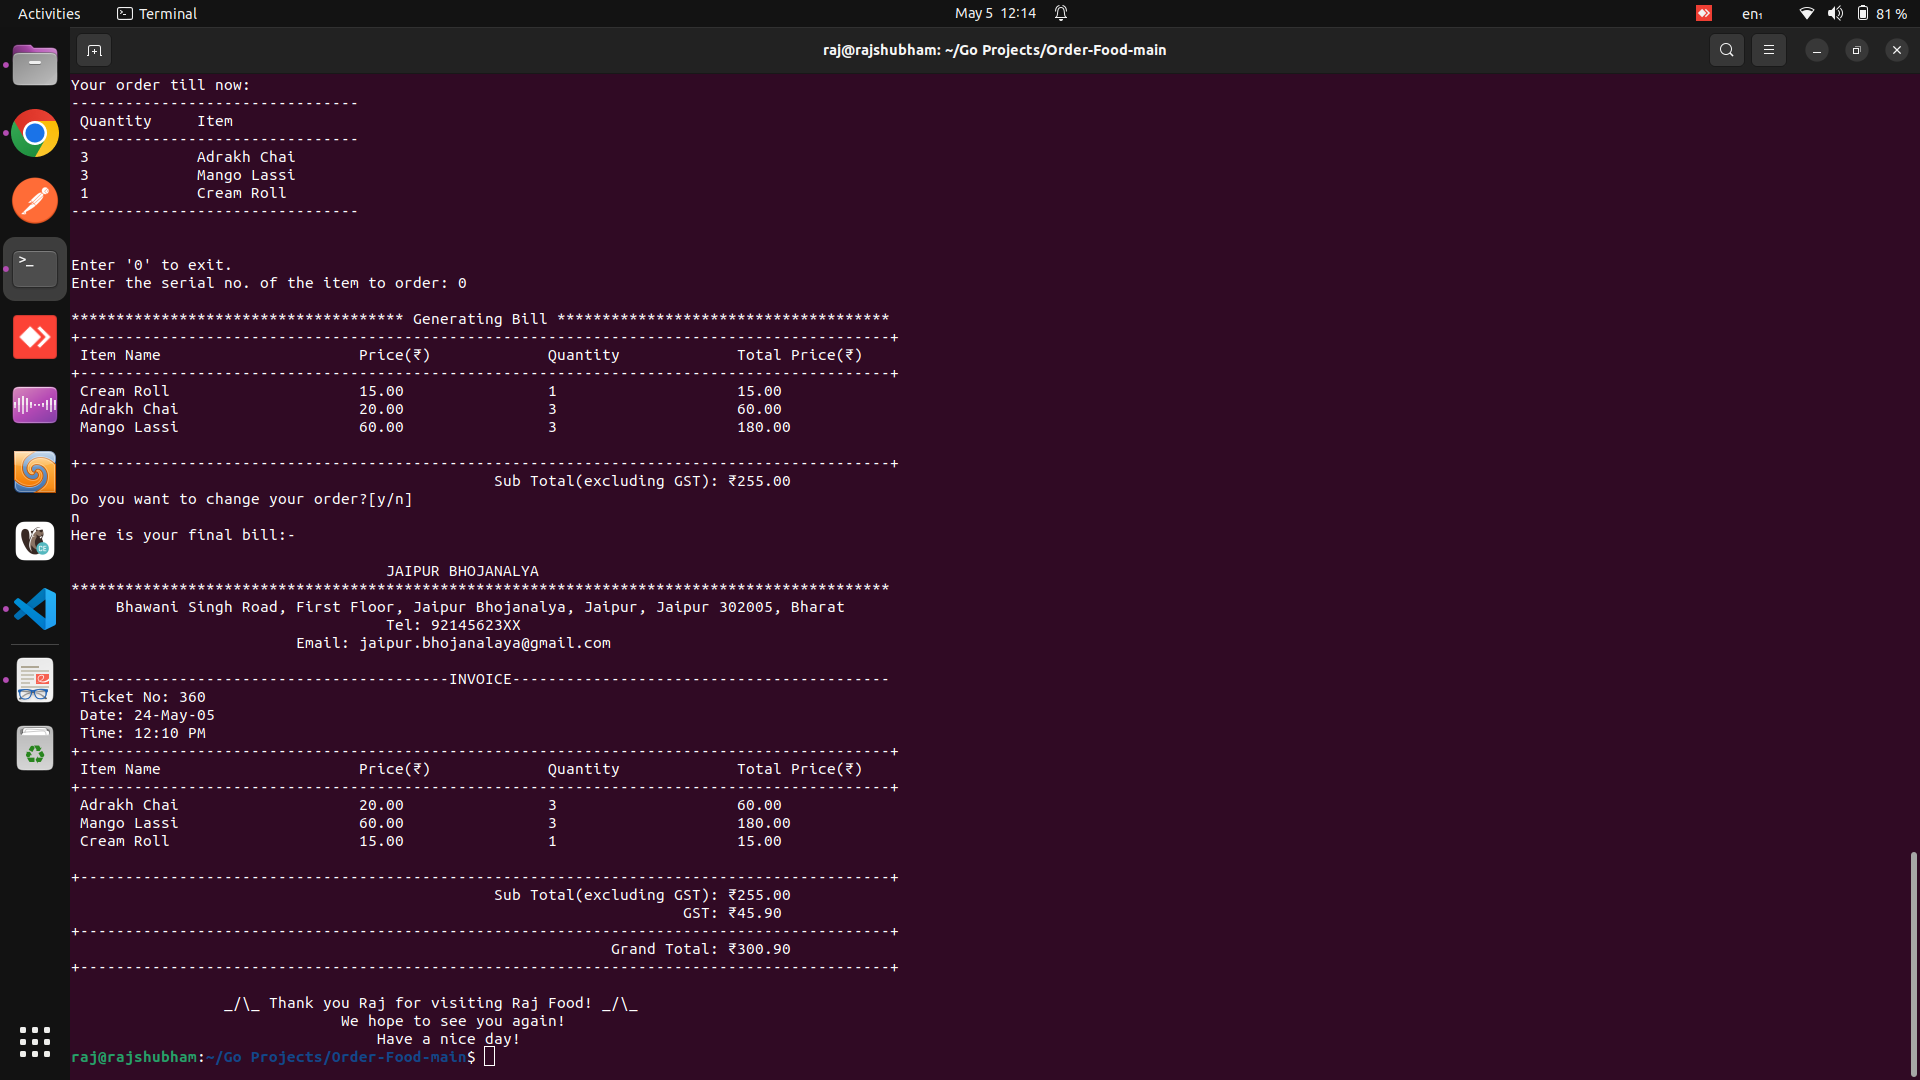 Activities Terminal May 5 12:14 en₁ 81 %
raj@rajshubham: ~/Go Projects/Order-Food-main
Your order till now:
--------------------------------
Quantity Item
--------------------------------
3 Adrakh Chai
3 Mango Lassi
1 Cream Roll
--------------------------------
Enter '0' to exit.
Enter the serial no. of the item to order: 0
************************************* Generating Bill *************************************
+------------------------------------------------------------------------------------------+
Item Name Price(₹) Quantity Total Price(₹)
+------------------------------------------------------------------------------------------+
Cream Roll 15.00 1 15.00
Adrakh Chai 20.00 3 60.00
Mango Lassi 60.00 3 180.00
+------------------------------------------------------------------------------------------+
Sub Total(excluding GST): ₹255.00
Do you want to change your order?[y/n]
n
Here is your final bill:-
JAIPUR BHOJANALYA
*******************************************************************************************
Bhawani Singh Road, First Floor, Jaipur Bhojanalya, Jaipur, Jaipur 302005, Bharat
Tel: 92145623XX
Email: jaipur.bhojanalaya@gmail.com
------------------------------------------INVOICE------------------------------------------
Ticket No: 360
Date: 24-May-05
Time: 12:10 PM
+------------------------------------------------------------------------------------------+
Item Name Price(₹) Quantity Total Price(₹)
+------------------------------------------------------------------------------------------+
Adrakh Chai 20.00 3 60.00
Mango Lassi 60.00 3 180.00
Cream Roll 15.00 1 15.00
+------------------------------------------------------------------------------------------+
Sub Total(excluding GST): ₹255.00
GST: ₹45.90
+------------------------------------------------------------------------------------------+
Grand Total: ₹300.90
+------------------------------------------------------------------------------------------+
_/\_ Thank you Raj for visiting Raj Food! _/\_
We hope to see you again!
Have a nice day!
raj@rajshubham:~/Go Projects/Order-Food-main$